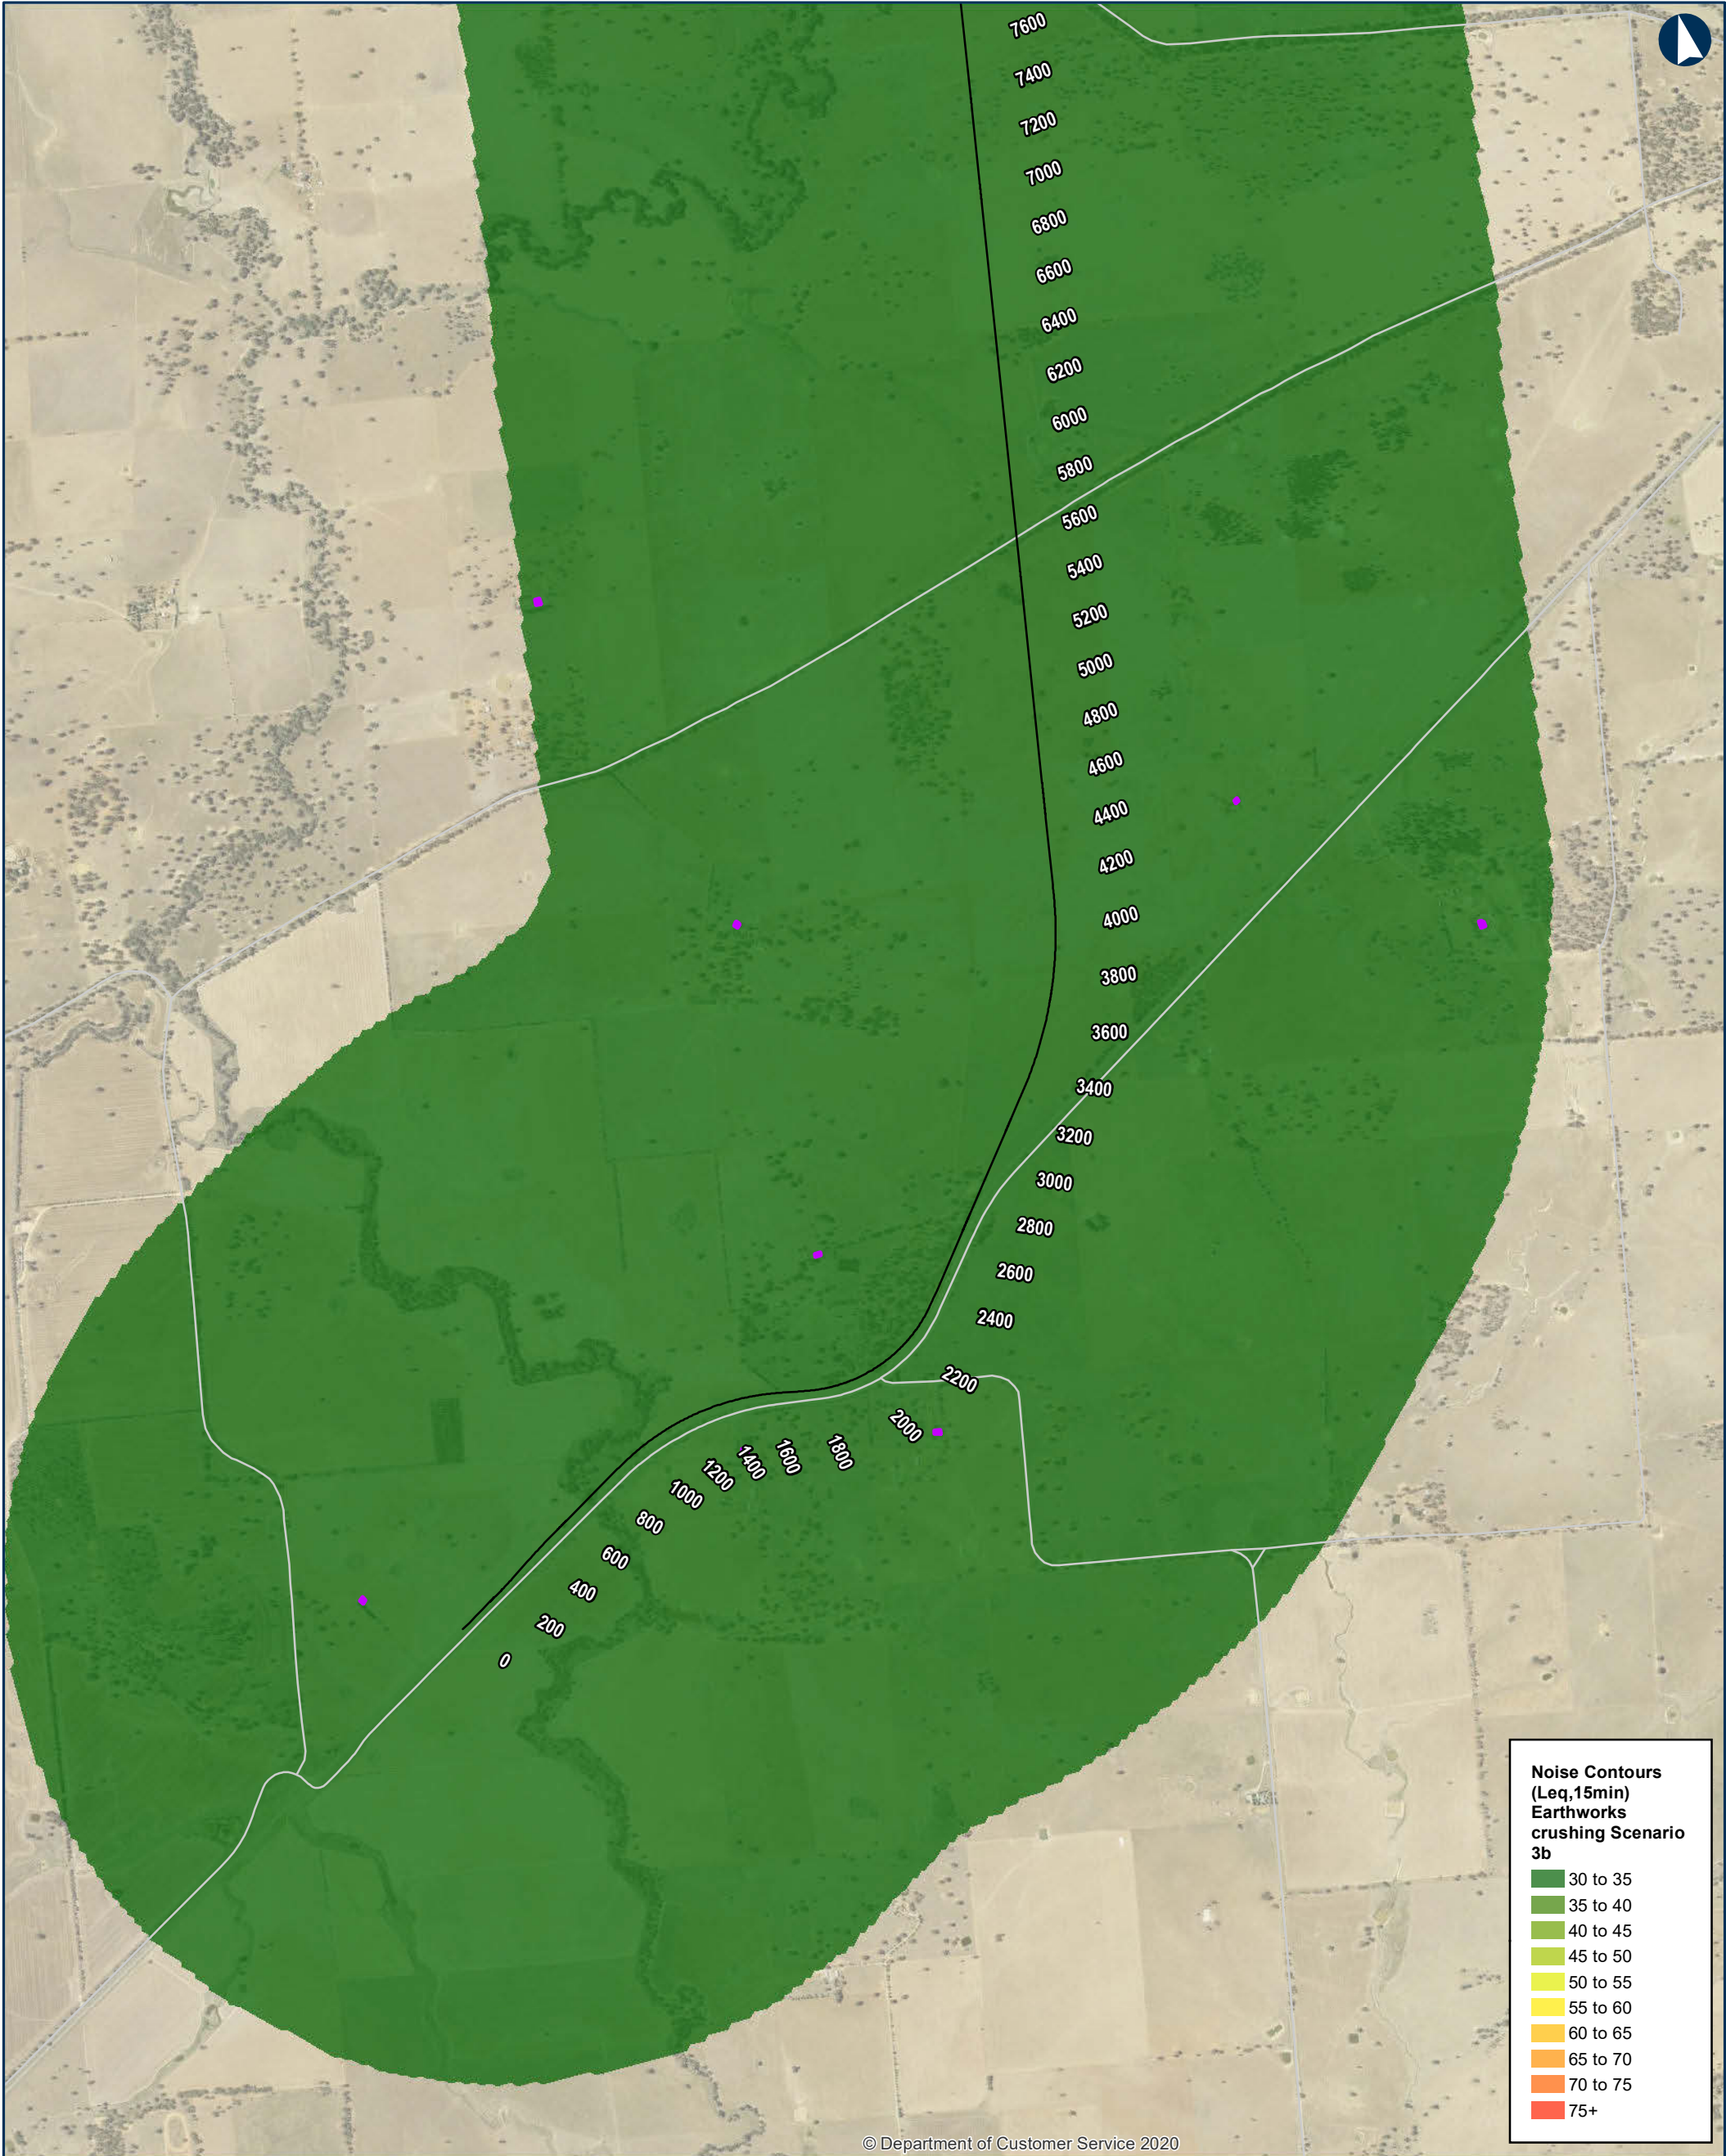 7600
7400
7200
7000
6800
6600
6400
6200
6000
5800
5600
5400
5200
5000
4800
4600
4400
4200
4000
3800
3600
3400
3200
3000
2800
2600
2400
2200
2000
1800
1600
1400
1200
1000
800
600
400
200
0
Noise Contours
(Leq,15min)
Earthworks
crushing Scenario
3b
30 to 35
35 to 40
40 to 45
45 to 50
50 to 55
55 to 60
60 to 65
65 to 70
70 to 75
75+
© Department of Customer Service 2020